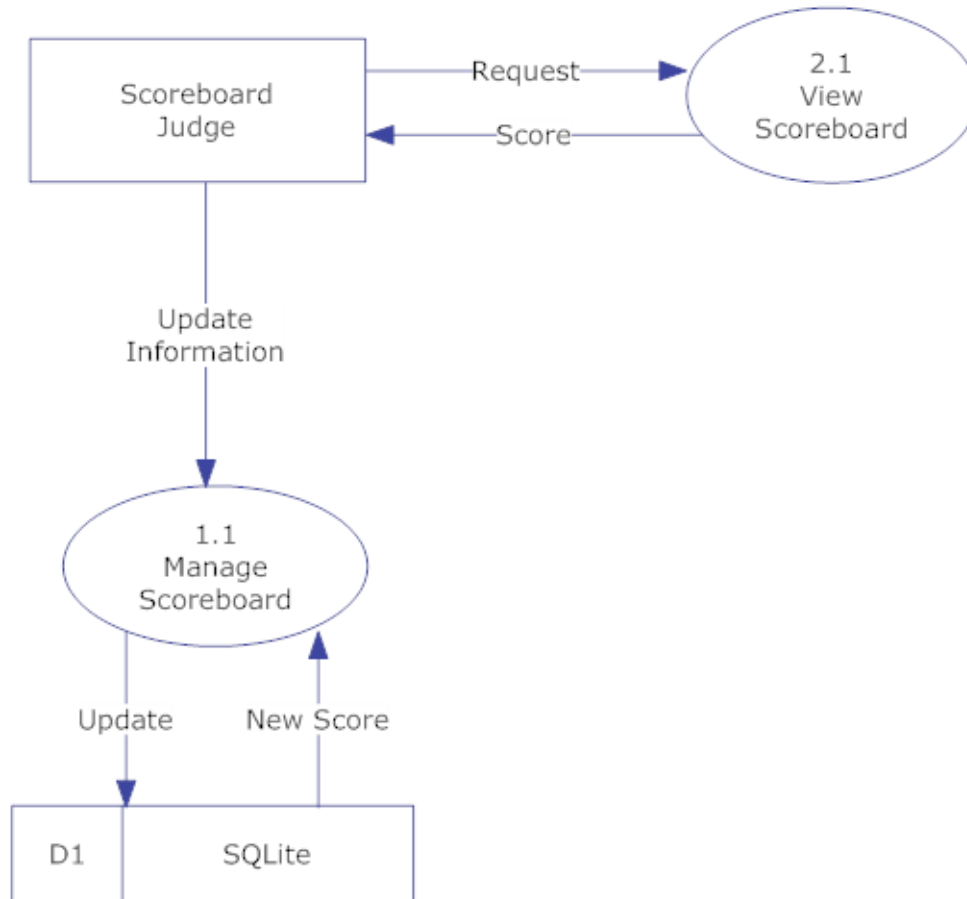 Scoreboard
Judge
Request
Score
2.1
View
Scoreboard
Update
Information
1.1
Manage
Scoreboard
Update
New Score
D1
SQLite